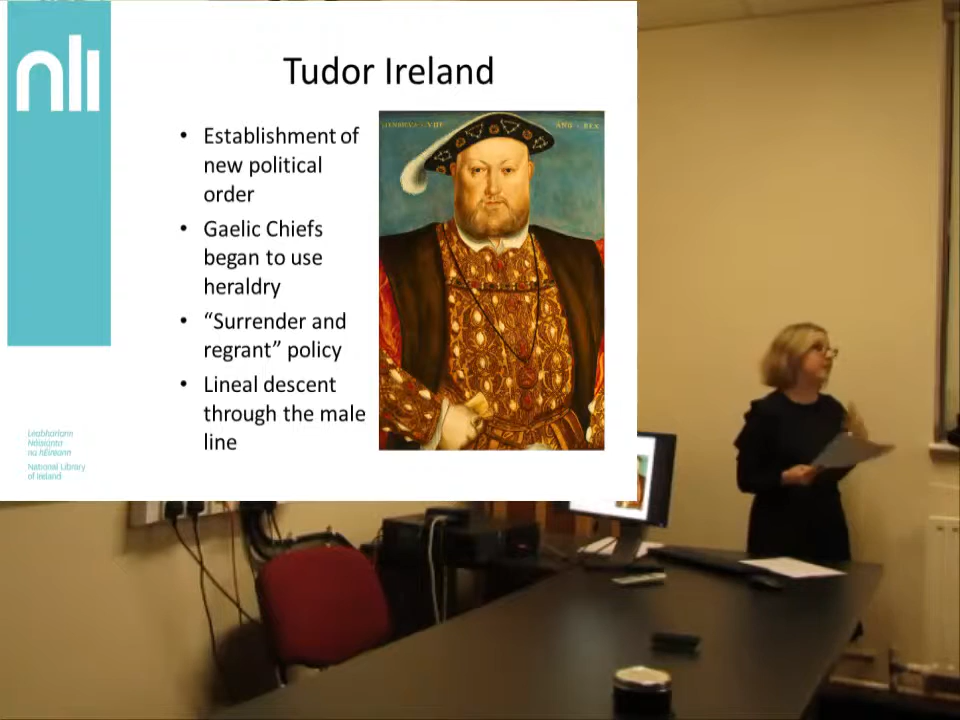 nli
Tudor Ireland
• Establishment of
new political
order
• Gaelic Chiefs
began to use
heraldry
• “Surrender and
regrant” policy
• Lineal descent
through the male
line
Leabharlann
Náisiúnta
na hÉireann
National Library
of Ireland